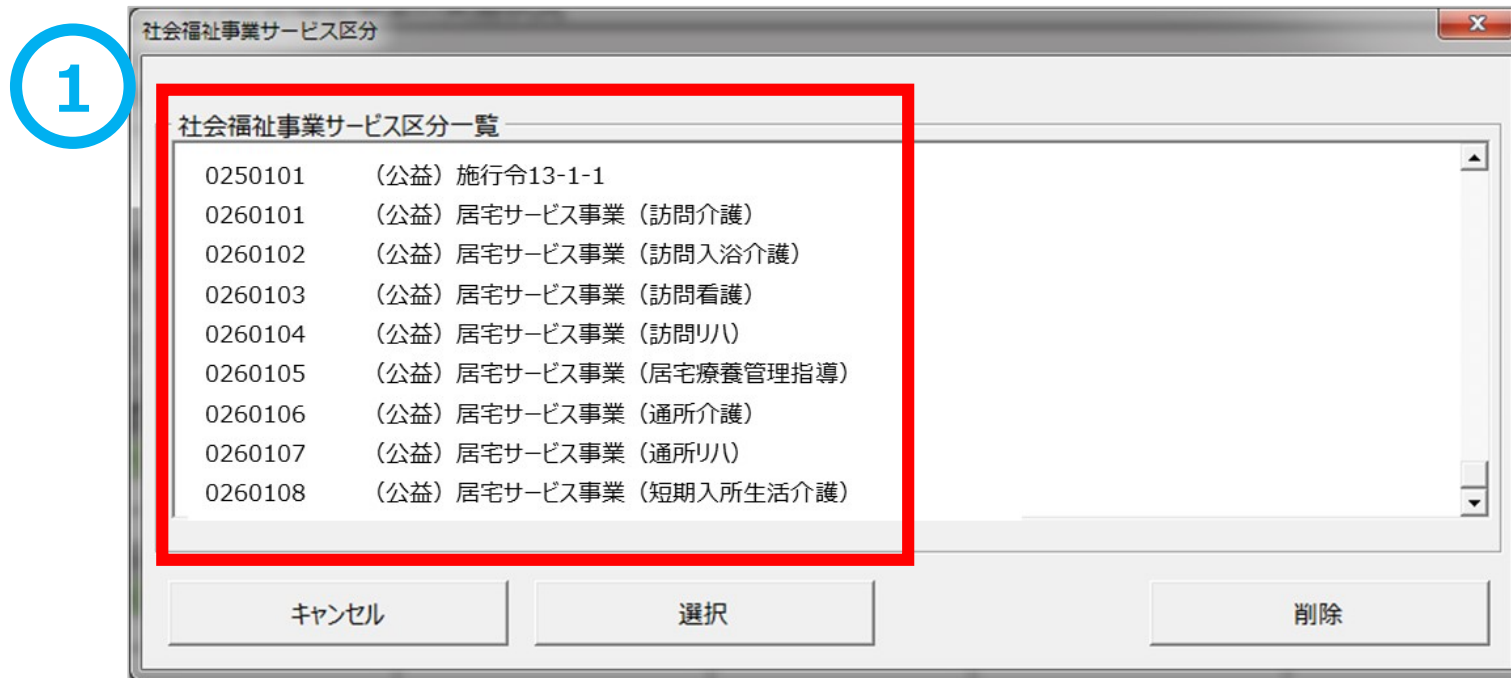 社会福祉事業サービス区分
1
社会福祉事業サービス区分一覧
0250101 （公益）施行令13-1-1
0260101 （公益）居宅サービス事業（訪問介護）
0260102 （公益）居宅サービス事業（訪問入浴介護）
0260103 （公益）居宅サービス事業（訪問看護）
0260104 （公益）居宅サービス事業（訪問リハ）
0260105 （公益）居宅サービス事業（居宅療養管理指導）
0260106 （公益）居宅サービス事業（通所介護）
0260107 （公益）居宅サービス事業（通所リハ）
0260108 （公益）居宅サービス事業（短期入所生活介護）
キャンセル 選択 削除